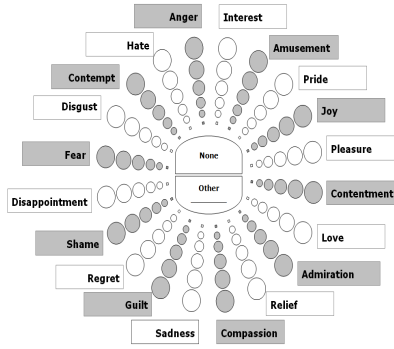 Anger
Interest
Hate
Amusement
Contempt
Pride
Disgust
Joy
Fear
Pleasure
None
Other
Disappointment
Contentment
Shame
Love
Regret
Admiration
Guilt
Relief
Sadness
Compassion